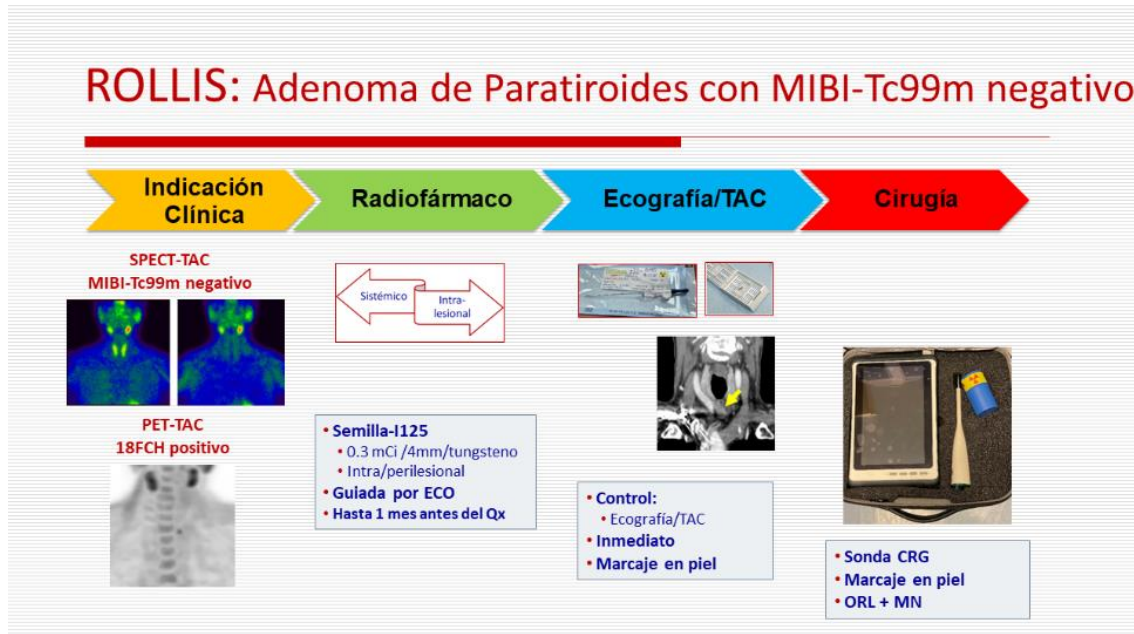 ROLLIS: Adenoma de Paratiroides con MIBI-Tc99m negativo
Indicación
Clínica
Radiofármaco
Ecografía/TAC
Cirugía
SPECT-TAC
MIBI-Tc99m negativo
PET-TAC
18FCH positivo
Sistémico
Intra-
lesional
• Semilla-I125
• 0.3 mCi /4mm/tungsteno
• Intra/perilesional
• Guiada por ECO
• Hasta 1 mes antes del Qx
• Control:
• Ecografía/TAC
• Inmediato
• Marcaje en piel
• Sonda CRG
• Marcaje en piel
• ORL + MN